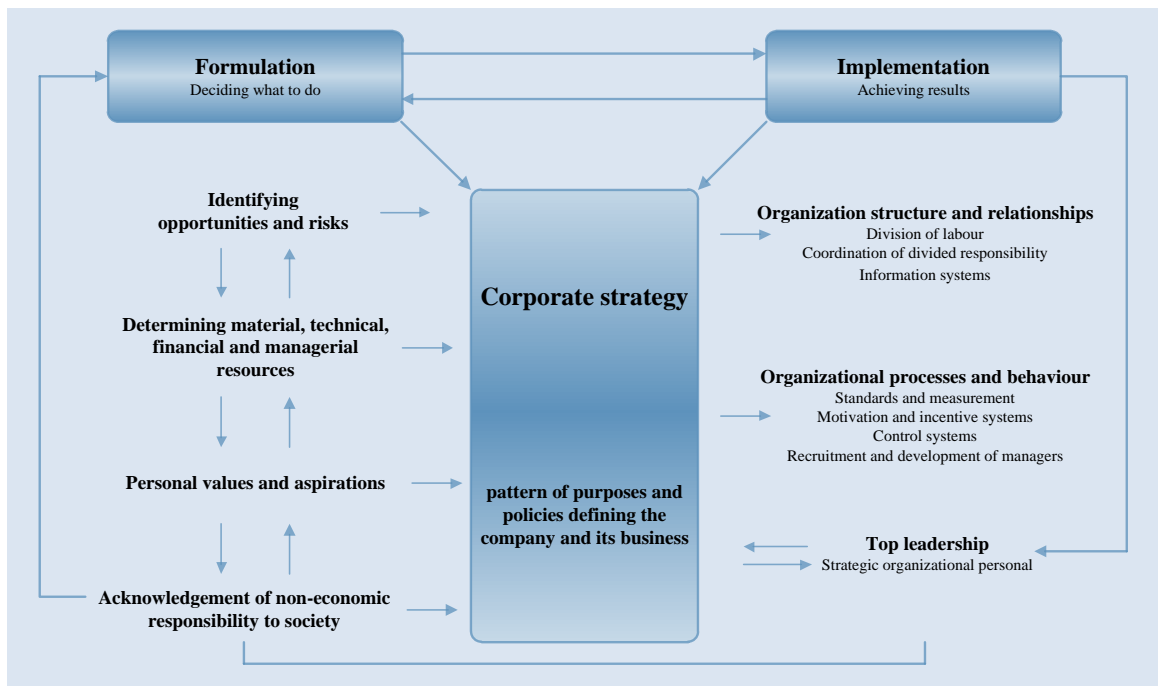 Formulation
Deciding what to do
Implementation
Achieving results
Identifying
opportunities and risks
Determining material, technical,
financial and managerial
resources
Personal values and aspirations
Acknowledgement of non-economic
responsibility to society
Corporate strategy
pattern of purposes and
policies defining the
company and its business
Organization structure and relationships
Division of labour
Coordination of divided responsibility
Information systems
Organizational processes and behaviour
Standards and measurement
Motivation and incentive systems
Control systems
Recruitment and development of managers
Top leadership
Strategic organizational personal